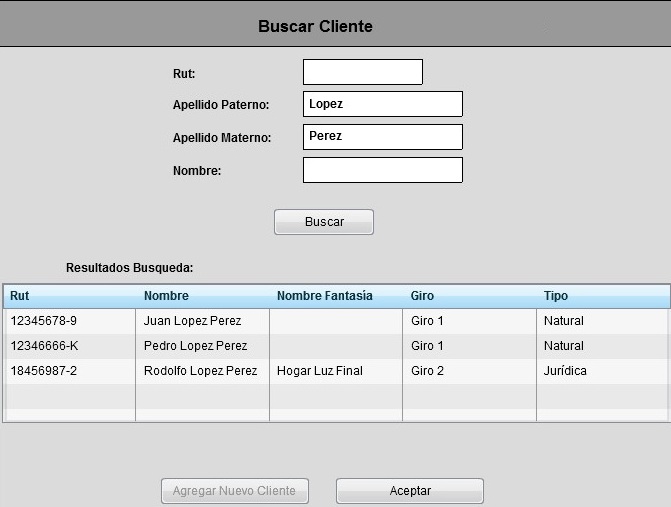 Buscar Cliente
Rut:
Apellido Paterno: Lopez
Apellido Materno: Perez
Nombre:
Buscar
Resultados Busqueda:
Rut Nombre Nombre Fantasía Giro Tipo
12345678-9 Juan Lopez Perez Giro 1 Natural
12346666-K Pedro Lopez Perez Giro 1 Natural
18456987-2 Rodolfo Lopez Perez Hogar Luz Final Giro 2 Jurídica
Agregar Nuevo Cliente Aceptar